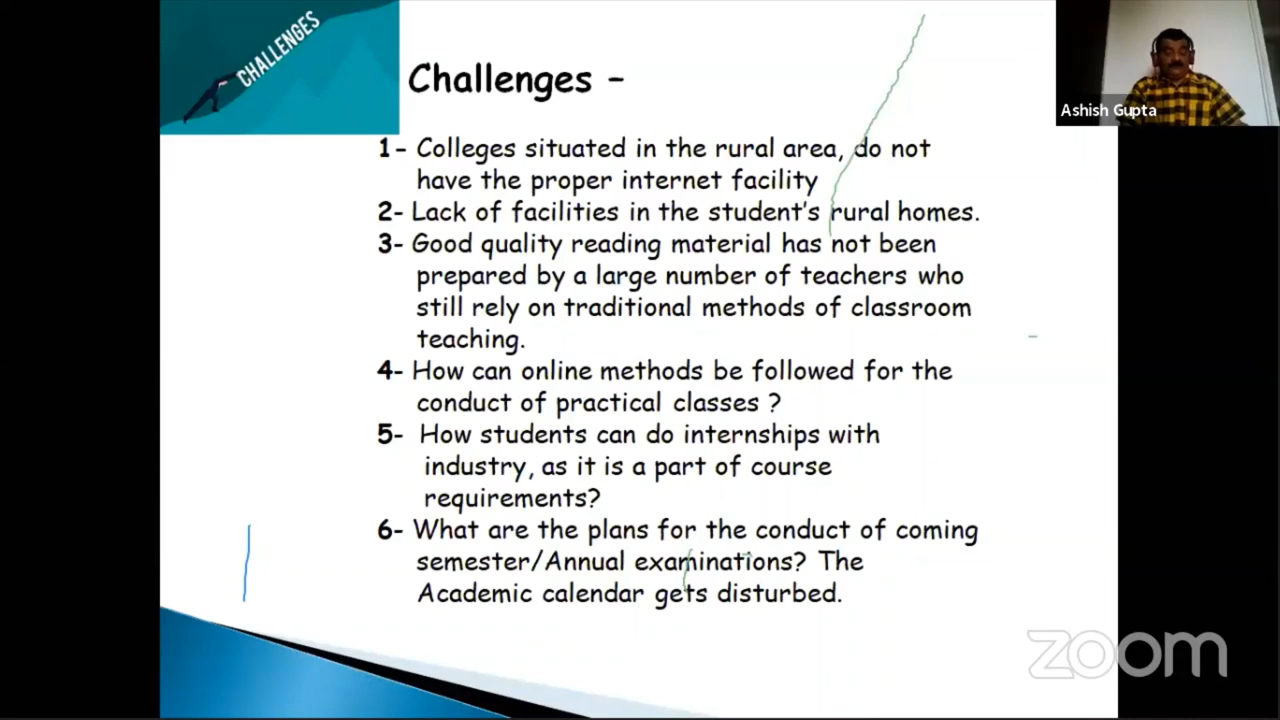 CHALLENGES
Challenges –
Ashish Gupta
1- Colleges situated in the rural area, do not
have the proper internet facility
2- Lack of facilities in the student's rural homes.
3- Good quality reading material has not been
prepared by a large number of teachers who
still rely on traditional methods of classroom
teaching.
4- How can online methods be followed for the
conduct of practical classes ?
5- How students can do internships with
industry, as it is a part of course
requirements?
6- What are the plans for the conduct of coming
semester/Annual examinations? The
Academic calendar gets disturbed.
zoom